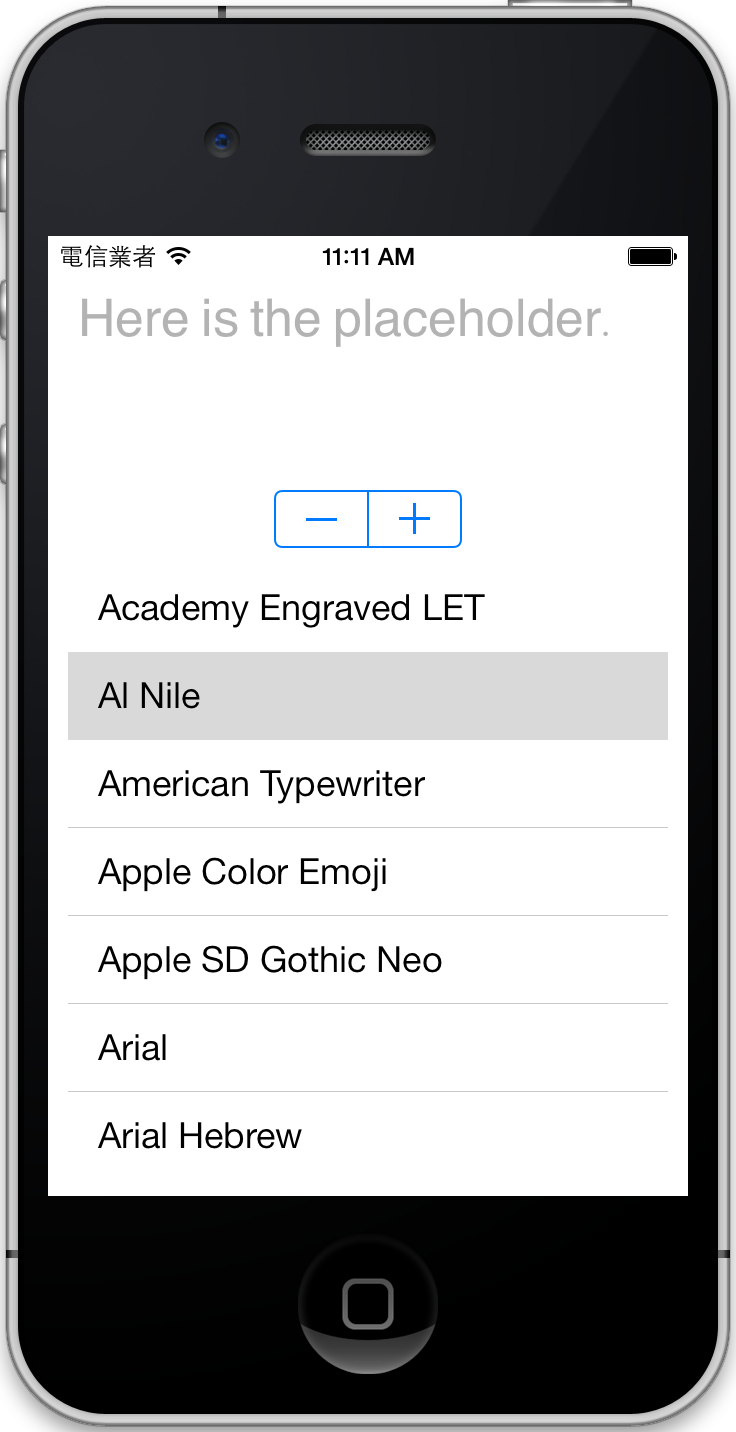 電信業者 11:11 AM
Here is the placeholder.
Academy Engraved LET
Al Nile
American Typewriter
Apple Color Emoji
Apple SD Gothic Neo
Arial
Arial Hebrew